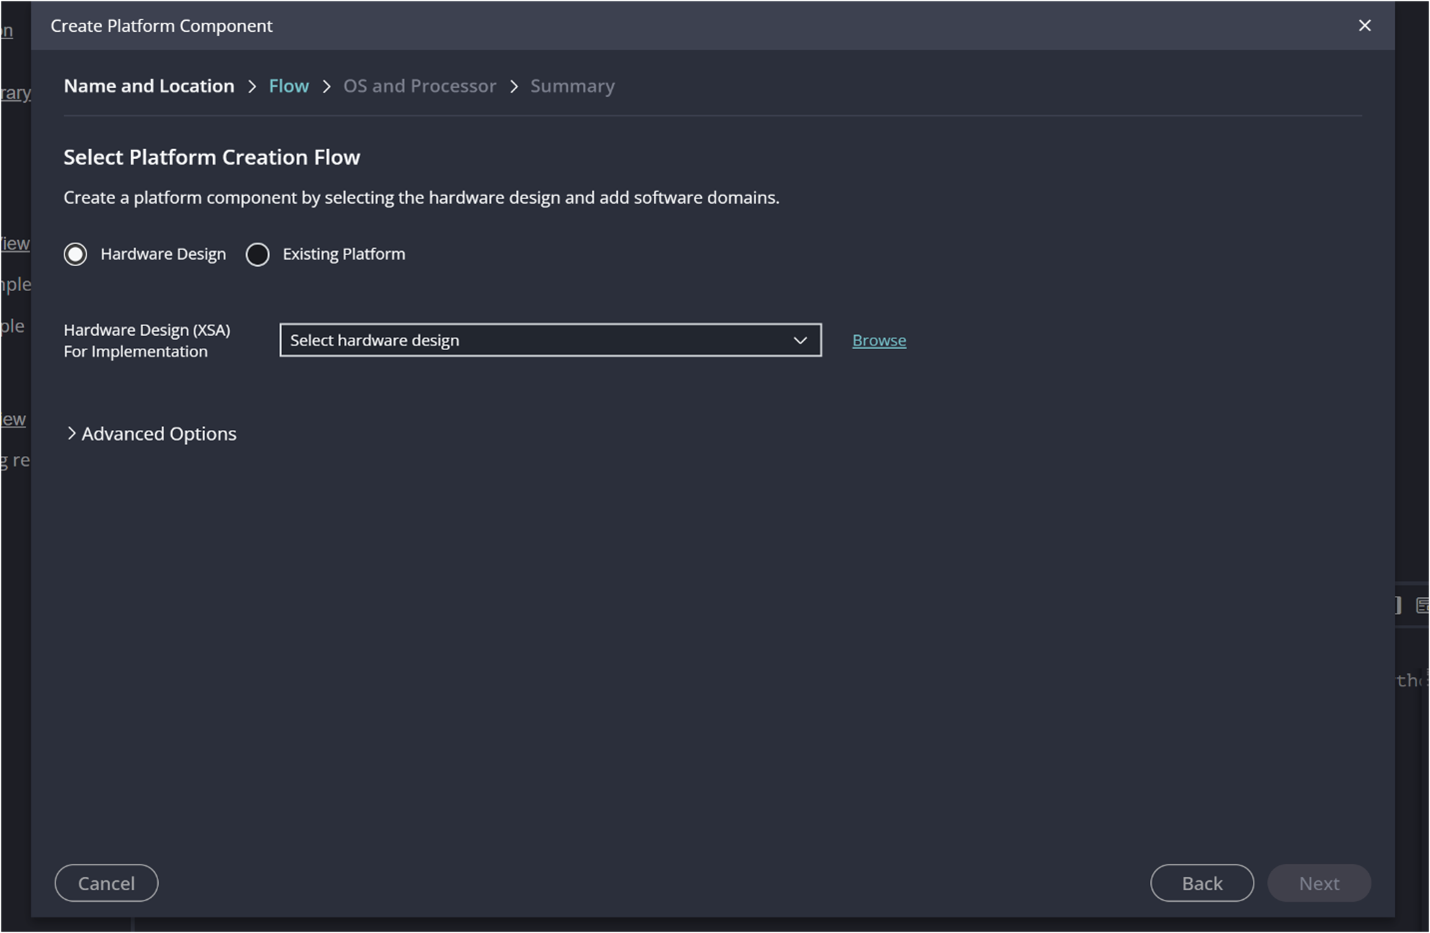 Create Platform Component
Name and Location > Flow > OS and Processor > Summary
Select Platform Creation Flow
Create a platform component by selecting the hardware design and add software domains.
Hardware Design
Existing Platform
Hardware Design (XSA)
For Implementation
Select hardware design
Browse
Advanced Options
Cancel
Back
Next